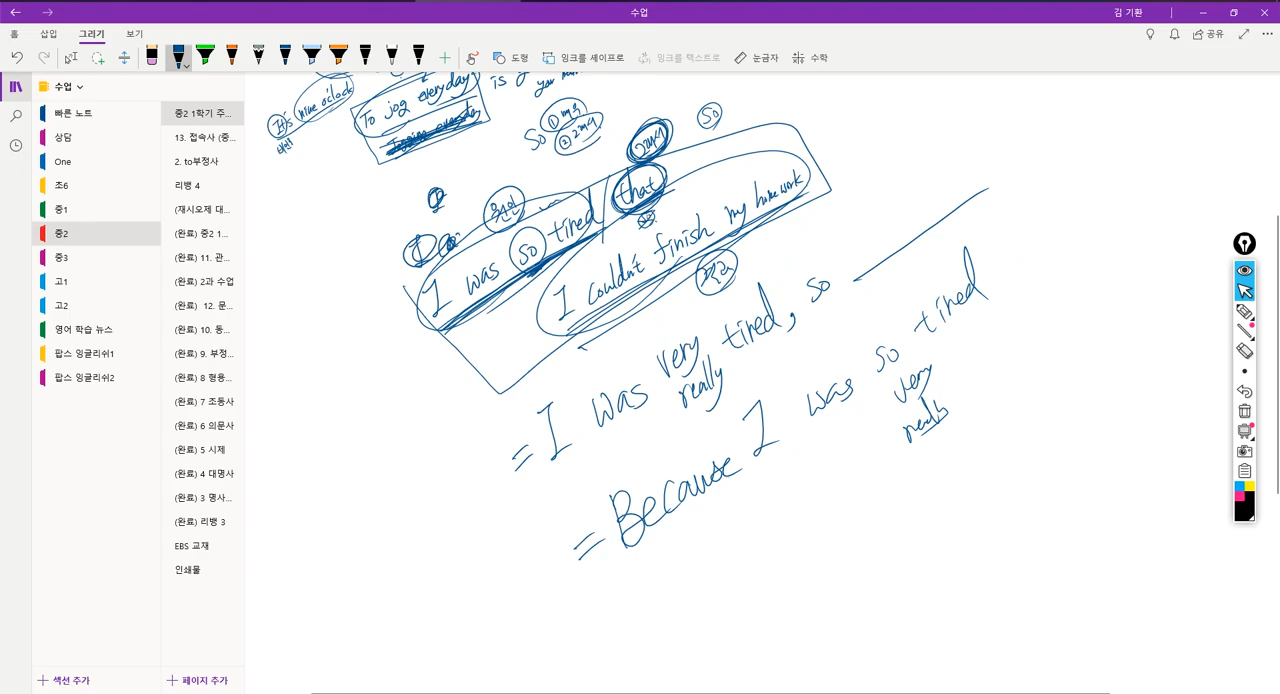 수업
김 기환
홈 삽입 그리기 보기
공유
도형
잉크를 셰이프로
잉크를 텍스트로
눈금자
수학
수업
빠른 노트
상담
One
초6
중1
중2
중3
고1
고2
영어 학습 뉴스
팝스 잉글리쉬1
팝스 잉글리쉬2
섹션 추가
중2 1학기 주...
13. 접속사 (중...
2. to부정사
리뱅 4
(재시오제 대...
(완료) 중2 1...
(완료) 11. 관...
(완료) 2과 수업
(완료) 12. 문...
(완료) 10. 동...
(완료) 9. 부정...
(완료) 8 형용...
(완료) 7 조동사
(완료) 6 의문사
(완료) 5 시제
(완료) 4 대명사
(완료) 3 명사...
(완료) 리뱅 3
EBS 교재
인쇄물
페이지 추가
It's nine o'clock
To jog everyday
is
so
so
I was so tired that
I couldn't finish my home work
= I was very tired, so
really
= Because I was so tired
very
really